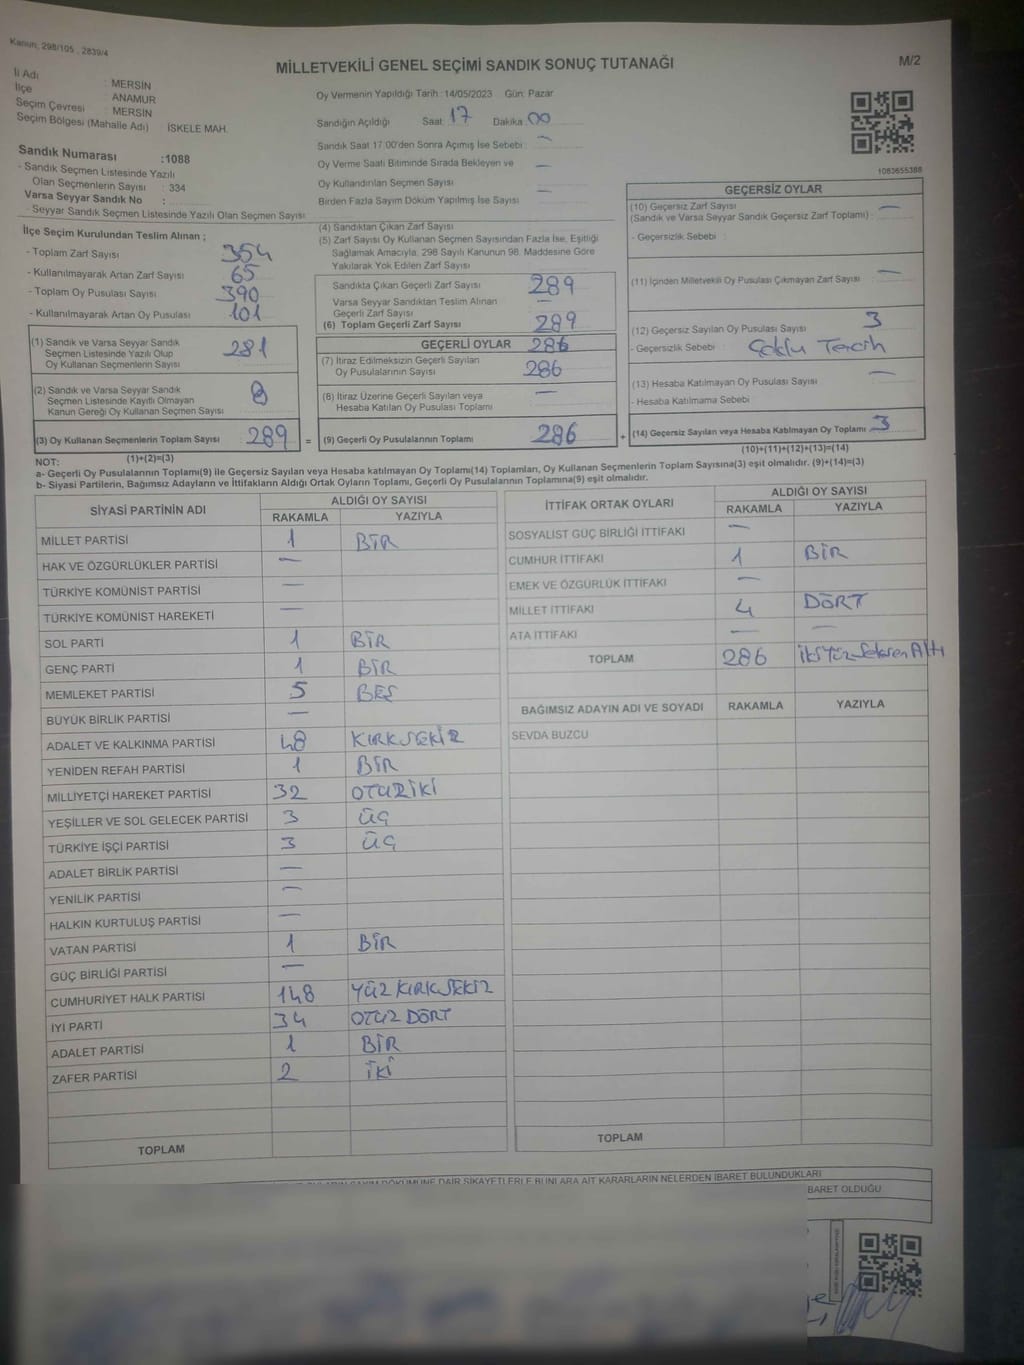 Kanun, 298/105 , 2839/4
MİLLETVEKİLİ GENEL SEÇİMİ SANDIK SONUÇ TUTANAĞI
M/2
İl Adı : MERSİN
İlçe : ANAMUR
Seçim Çevresi : MERSİN
Seçim Bölgesi (Mahalle Adı) İSKELE MAH.
Sandık Numarası :1088
- Sandık Seçmen Listesinde Yazılı
Olan Seçmenlerin Sayısı : 334
Varsa Seyyar Sandık No :
- Seyyar Sandık Seçmen Listesinde Yazılı Olan Seçmen Sayısı
İlçe Seçim Kurulundan Teslim Alınan ;
- Toplam Zarf Sayısı 354
- Kullanılmayarak Artan Zarf Sayısı 65
- Toplam Oy Pusulası Sayısı 390
- Kullanılmayarak Artan Oy Pusulası 101
(1) Sandık ve Varsa Seyyar Sandık
Seçmen Listesinde Yazılı Olup
Oy Kullanan Seçmenlerin Sayısı 281
(2) Sandık ve Varsa Seyyar Sandık
Seçmen Listesinde Kayıtlı Olmayan
Kanun Gereği Oy Kullanan Seçmen Sayısı 8
(3) Oy Kullanan Seçmenlerin Toplam Sayısı 289 =
(1)+(2)=(3)
Oy Vermenin Yapıldığı Tarih :14/05/2023 Gün: Pazar
Sandığın Açıldığı Saat: 17 Dakika: 00
Sandık Saat 17:00'den Sonra Açımış İse Sebebi : —
Oy Verme Saati Bitiminde Sırada Bekleyen ve —
Oy Kullandırılan Seçmen Sayısı
Birden Fazla Sayım Döküm Yapılmış İse Sayısı —
(4) Sandıktan Çıkan Zarf Sayısı
(5) Zarf Sayısı Oy Kullanan Seçmen Sayısından Fazla İse, Eşitliği
Sağlamak Amacıyla, 298 Sayılı Kanunun 98. Maddesine Göre
Yakılarak Yok Edilen Zarf Sayısı
Sandıkta Çıkan Geçerli Zarf Sayısı 289
Varsa Seyyar Sandıktan Teslim Alınan
Geçerli Zarf Sayısı —
(6) Toplam Geçerli Zarf Sayısı 289
GEÇERLİ OYLAR 286
(7) İtiraz Edilmeksizin Geçerli Sayılan
Oy Pusulalarının Sayısı 286
(8) İtiraz Üzerine Geçerli Sayılan veya
Hesaba Katılan Oy Pusulası Toplamı —
(9) Geçerli Oy Pusulalarının Toplamı 286 +
1083655388
GEÇERSİZ OYLAR
(10) Geçersiz Zarf Sayısı —
(Sandık ve Varsa Seyyar Sandık Geçersiz Zarf Toplamı) :
- Geçersizlik Sebebi :
(11) İçinden Milletvekili Oy Pusulası Çıkmayan Zarf Sayısı —
(12) Geçersiz Sayılan Oy Pusulası Sayısı 3
- Geçersizlik Sebebi : Çoklu Tercih
(13) Hesaba Katılmayan Oy Pusulası Sayısı —
- Hesaba Katılmama Sebebi
(14) Geçersiz Sayılan veya Hesaba Katılmayan Oy Toplamı 3
(10)+(11)+(12)+(13)=(14)
NOT:
a- Geçerli Oy Pusulalarının Toplamı(9) ile Geçersiz Sayılan veya Hesaba katılmayan Oy Toplamı(14) Toplamları, Oy Kullanan Seçmenlerin Toplam Sayısına(3) eşit olmalıdır. (9)+(14)=(3)
b- Siyasi Partilerin, Bağımsız Adayların ve İttifakların Aldığı Ortak Oyların Toplamı, Geçerli Oy Pusulalarının Toplamına(9) eşit olmalıdır.
SİYASİ PARTİNİN ADI
ALDIĞI OY SAYISI
RAKAMLA YAZIYLA
MİLLET PARTİSİ 1 BİR
HAK VE ÖZGÜRLÜKLER PARTİSİ —
TÜRKİYE KOMÜNİST PARTİSİ —
TÜRKİYE KOMÜNİST HAREKETİ —
SOL PARTİ 1 BİR
GENÇ PARTİ 1 BİR
MEMLEKET PARTİSİ 5 BEŞ
BÜYÜK BİRLİK PARTİSİ —
ADALET VE KALKINMA PARTİSİ 48 KIRKSEKİZ
YENİDEN REFAH PARTİSİ 1 BİR
MİLLİYETÇİ HAREKET PARTİSİ 32 OTUZİKİ
YEŞİLLER VE SOL GELECEK PARTİSİ 3 ÜÇ
TÜRKİYE İŞÇİ PARTİSİ 3 ÜÇ
ADALET BİRLİK PARTİSİ —
YENİLİK PARTİSİ —
HALKIN KURTULUŞ PARTİSİ —
VATAN PARTİSİ 1 BİR
GÜÇ BİRLİĞİ PARTİSİ —
CUMHURİYET HALK PARTİSİ 148 YÜZ KIRKSEKİZ
İYİ PARTİ 34 OTUZ DÖRT
ADALET PARTİSİ 1 BİR
ZAFER PARTİSİ 2 İKİ
TOPLAM
İTTİFAK ORTAK OYLARI
ALDIĞI OY SAYISI
RAKAMLA YAZIYLA
SOSYALIST GÜÇ BİRLİĞİ İTTİFAKI —
CUMHUR İTTİFAKI 1 BİR
EMEK VE ÖZGÜRLÜK İTTİFAKI —
MİLLET İTTİFAKI 4 DÖRT
ATA İTTİFAKI — —
TOPLAM 286 İkiYüzSeksenAltı
BAĞIMSIZ ADAYIN ADI VE SOYADI RAKAMLA YAZIYLA
SEVDA BUZCU
TOPLAM
DÖKÜMÜNE DAİR ŞİKAYETLERLE BUNLARA AİT KARARLARIN NELERDEN İBARET BULUNDUKLARI
BARET OLDUĞU